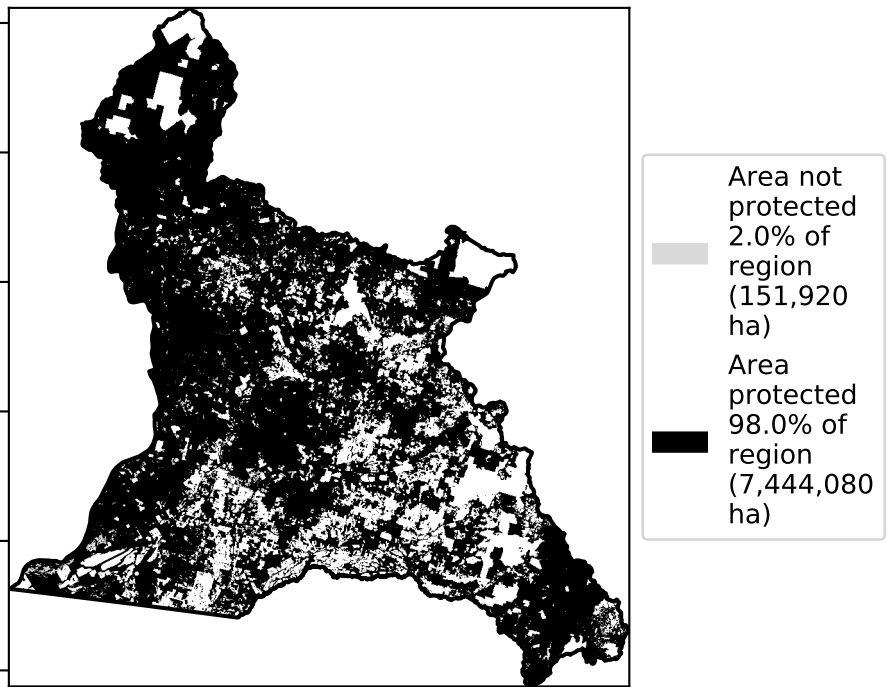 Area not
protected
2.0% of
region
(151,920
ha)
Area
protected
98.0% of
region
(7,444,080
ha)